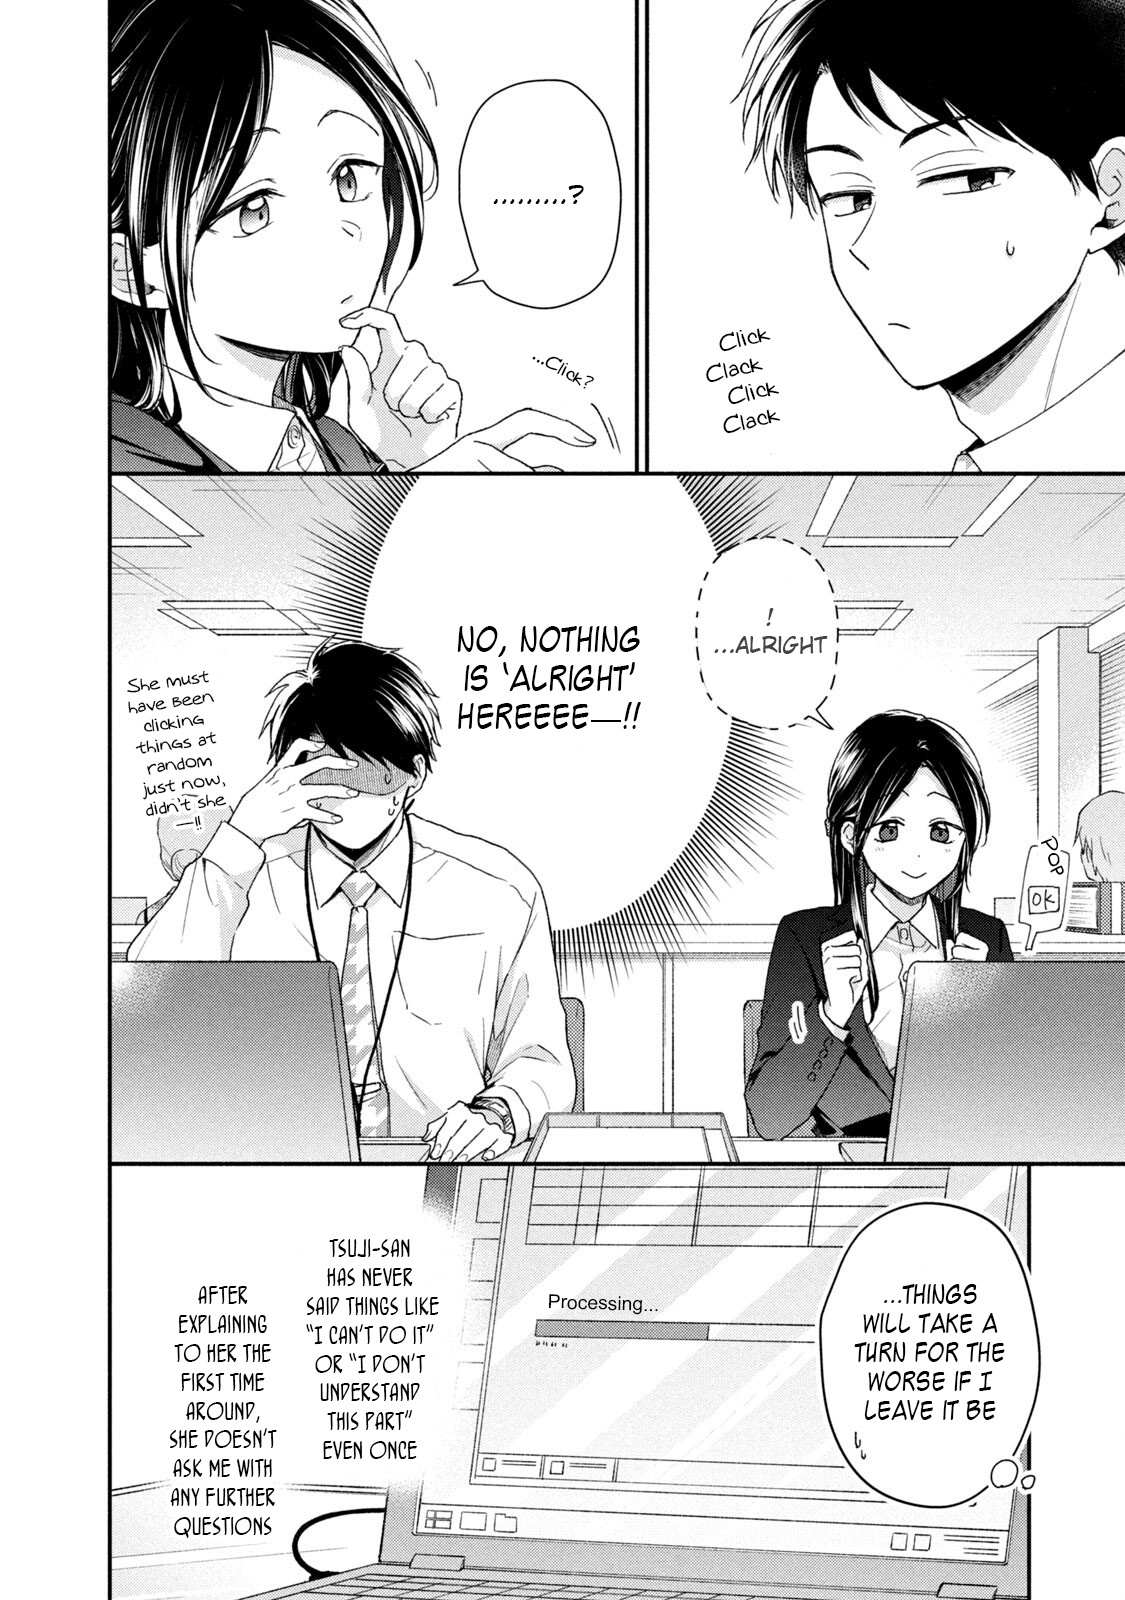 Click
Clack
Click
Clack
.........?
...Click?
!
...ALRIGHT
POP
OK
NO, NOTHING
IS 'ALRIGHT'
HEREEEE—!!
She must
have been
clicking
things at
random
just now,
didn't she
—!!
...THINGS
WILL TAKE A
TURN FOR THE
WORSE IF I
LEAVE IT BE
Processing...
TSUJI-SAN
HAS NEVER
SAID THINGS LIKE
"I CAN'T DO IT"
OR "I DON'T
UNDERSTAND
THIS PART"
EVEN ONCE
AFTER
EXPLAINING
TO HER THE
FIRST TIME
AROUND,
SHE DOESN'T
ASK ME WITH
ANY FURTHER
QUESTIONS